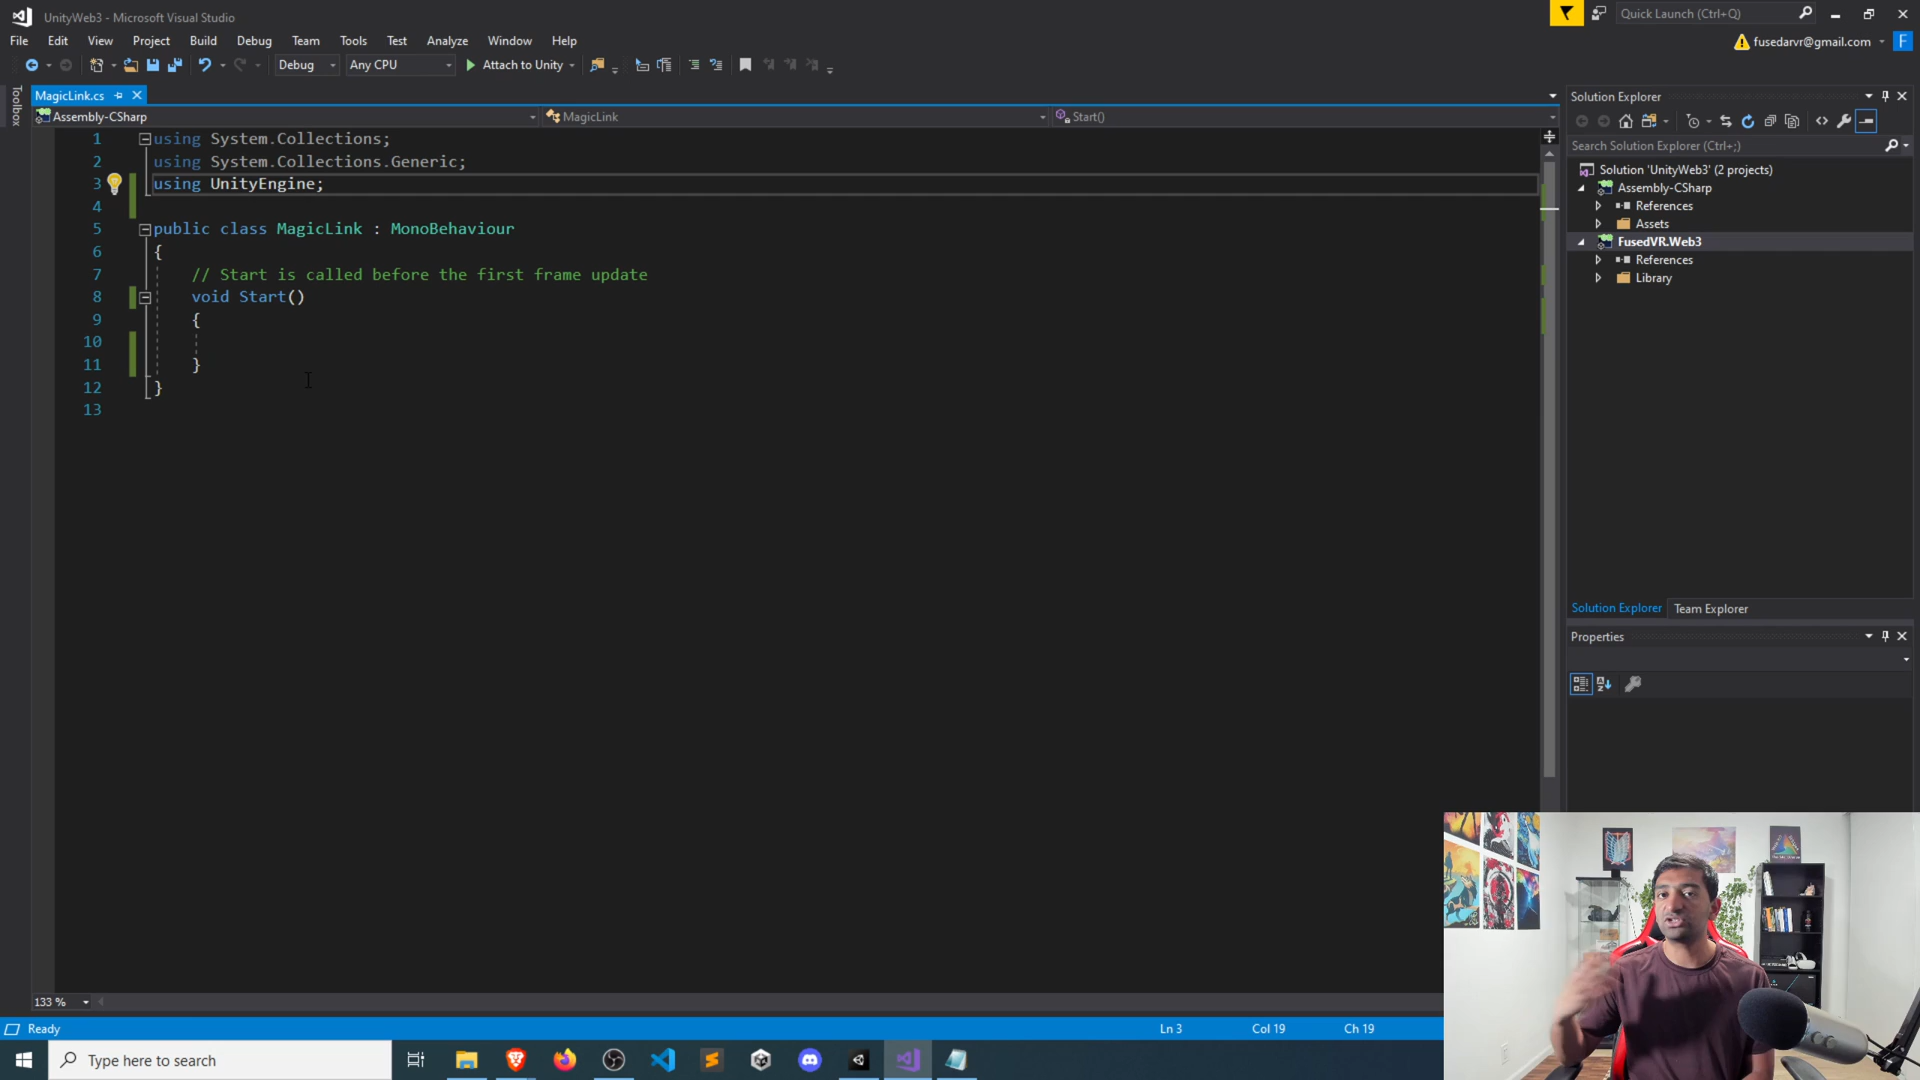 UnityWeb3 - Microsoft Visual Studio
Quick Launch (Ctrl+Q)
File Edit View Project Build Debug Team Tools Test Analyze Window Help
fusedarvr@gmail.com
F
Debug
Any CPU
Attach to Unity
Toolbox
MagicLink.cs
Assembly-CSharp
MagicLink
Start()
1 using System.Collections;
2 using System.Collections.Generic;
3 using UnityEngine;
4
5 public class MagicLink : MonoBehaviour
6 {
7 // Start is called before the first frame update
8 void Start()
9 {
10
11 }
12 }
13
Solution Explorer
Search Solution Explorer (Ctrl+;)
Solution 'UnityWeb3' (2 projects)
Assembly-CSharp
References
Assets
FusedVR.Web3
References
Library
Solution Explorer
Team Explorer
Properties
133 %
Ready
Ln 3
Col 19
Ch 19
Type here to search